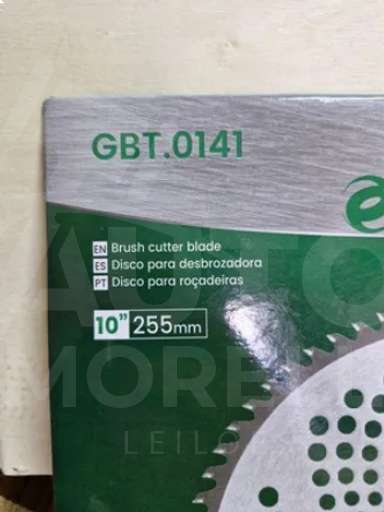 GBT.0141
EN Brush cutter blade
ES Disco para desbrozadora
PT Disco para roçadeiras
10" 255mm
AUTO
MORE
LEILO